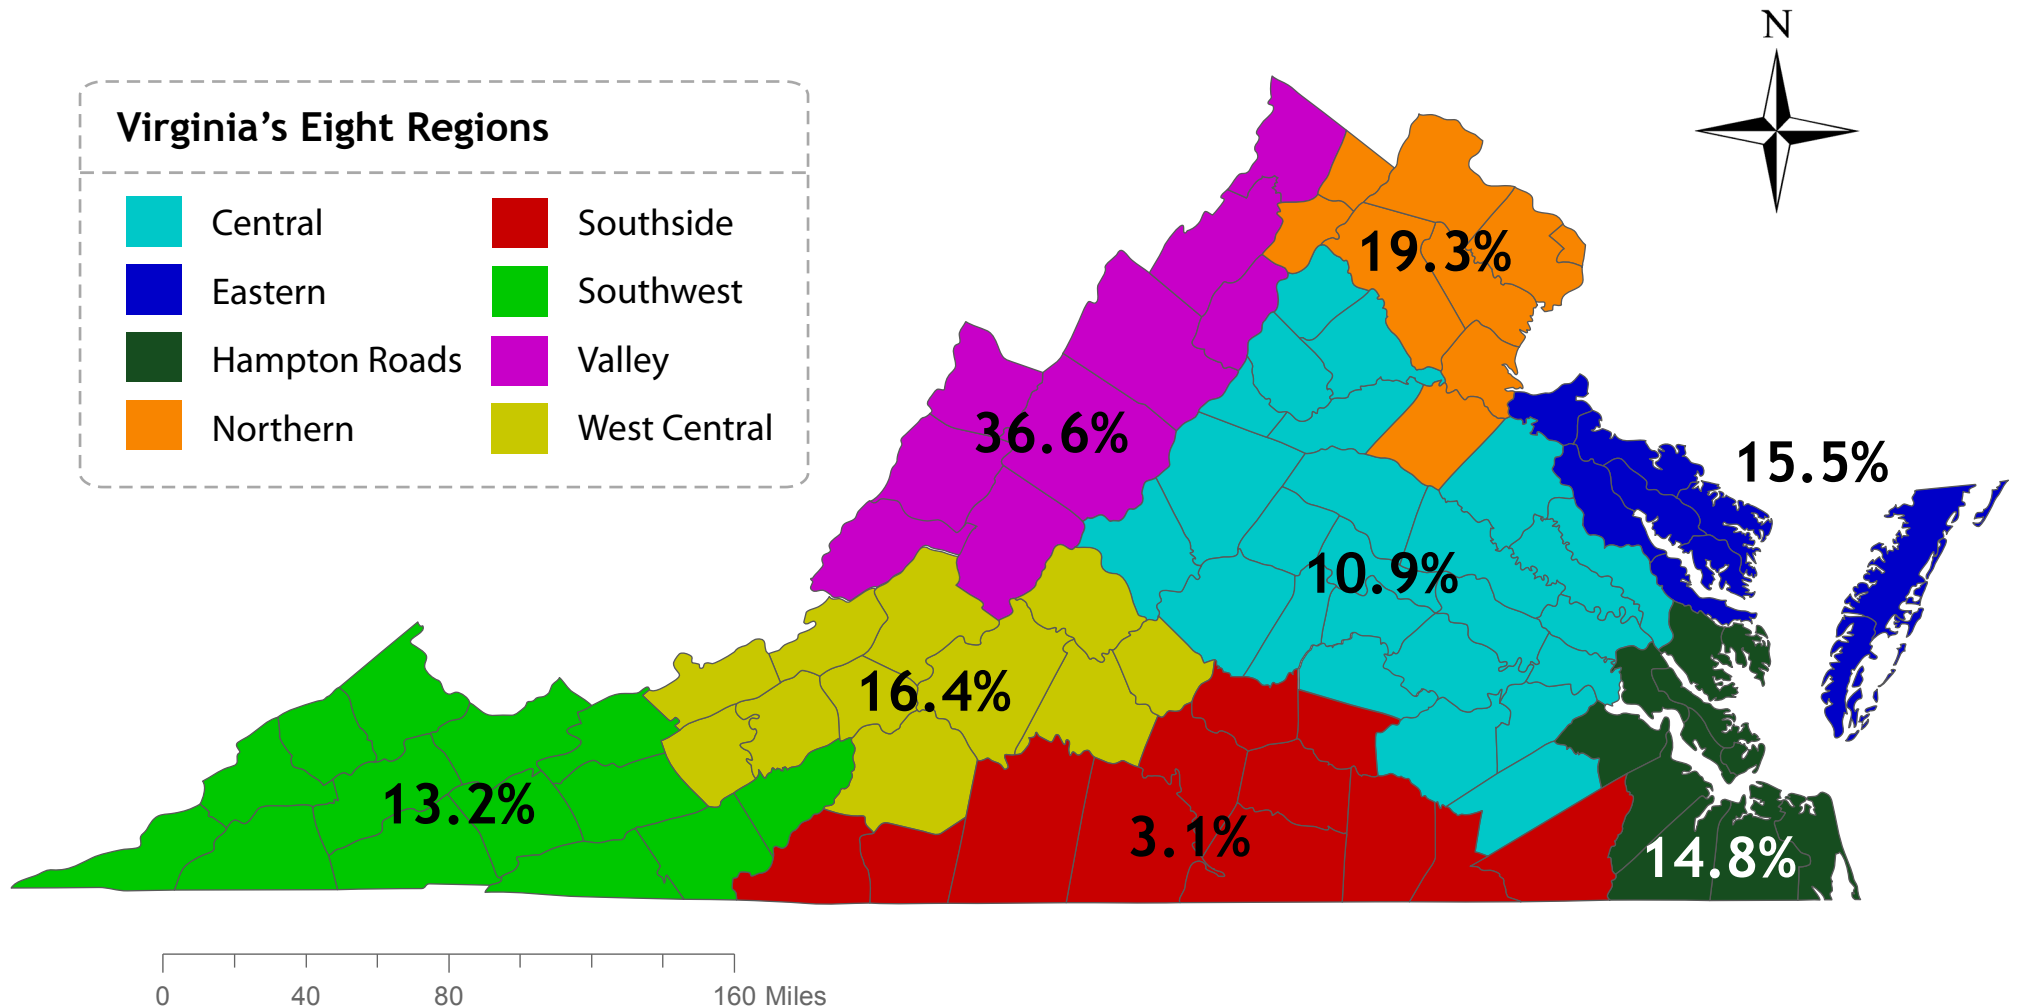 N
Virginia’s Eight Regions
Central
Southside
Eastern
Southwest
Hampton Roads
Valley
Northern
West Central
19.3%
36.6%
15.5%
10.9%
16.4%
13.2%
3.1%
14.8%
0 40 80 160 Miles